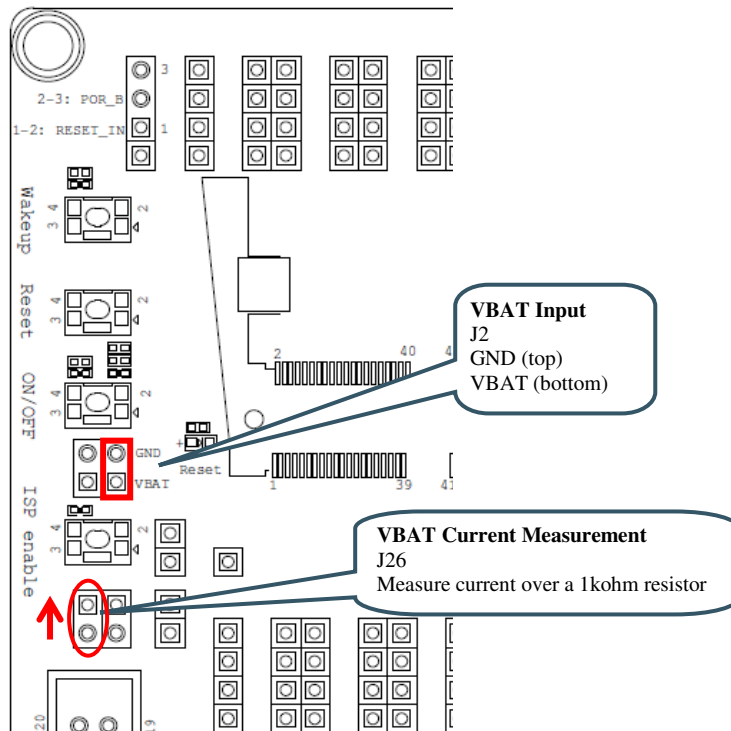 3
2-3: POR_B
1-2: RESET_IN
1
Wakeup
4
3
2
Reset
4
3
2
ON/OFF
4
3
2
GND
VBAT
+
Reset
2
40
4
1
39
41
ISP enable
4
3
2
20
19
VBAT Input
J2
GND (top)
VBAT (bottom)
VBAT Current Measurement
J26
Measure current over a 1kohm resistor